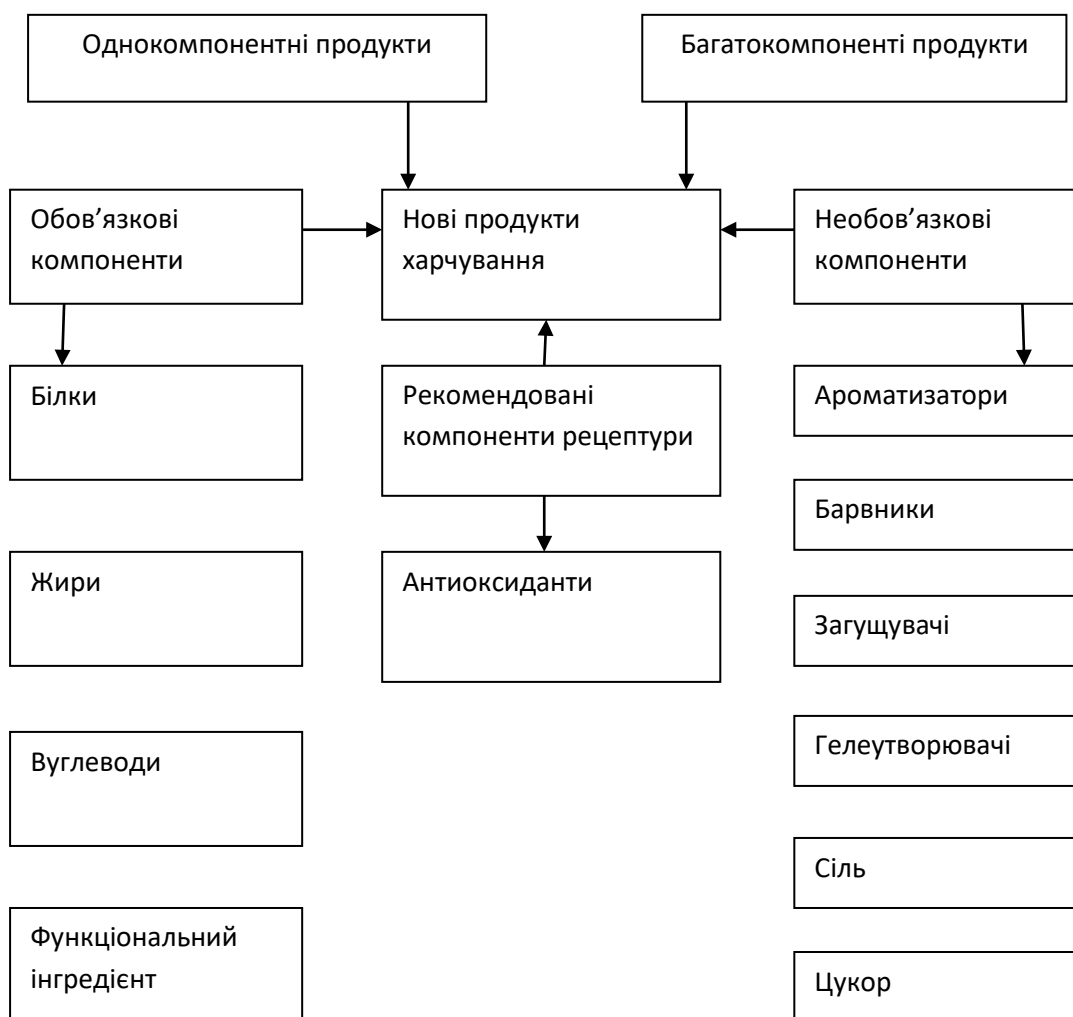 Однокомпонентні продукти
Багатокомпоненті продукти
Обов’язкові
компоненти
Нові продукти
харчування
Необов’язкові
компоненти
Білки
Рекомендовані
компоненти рецептури
Ароматизатори
Барвники
Жири
Антиоксиданти
Загущувачі
Вуглеводи
Гелеутворювачі
Сіль
Функціональний
інгредієнт
Цукор